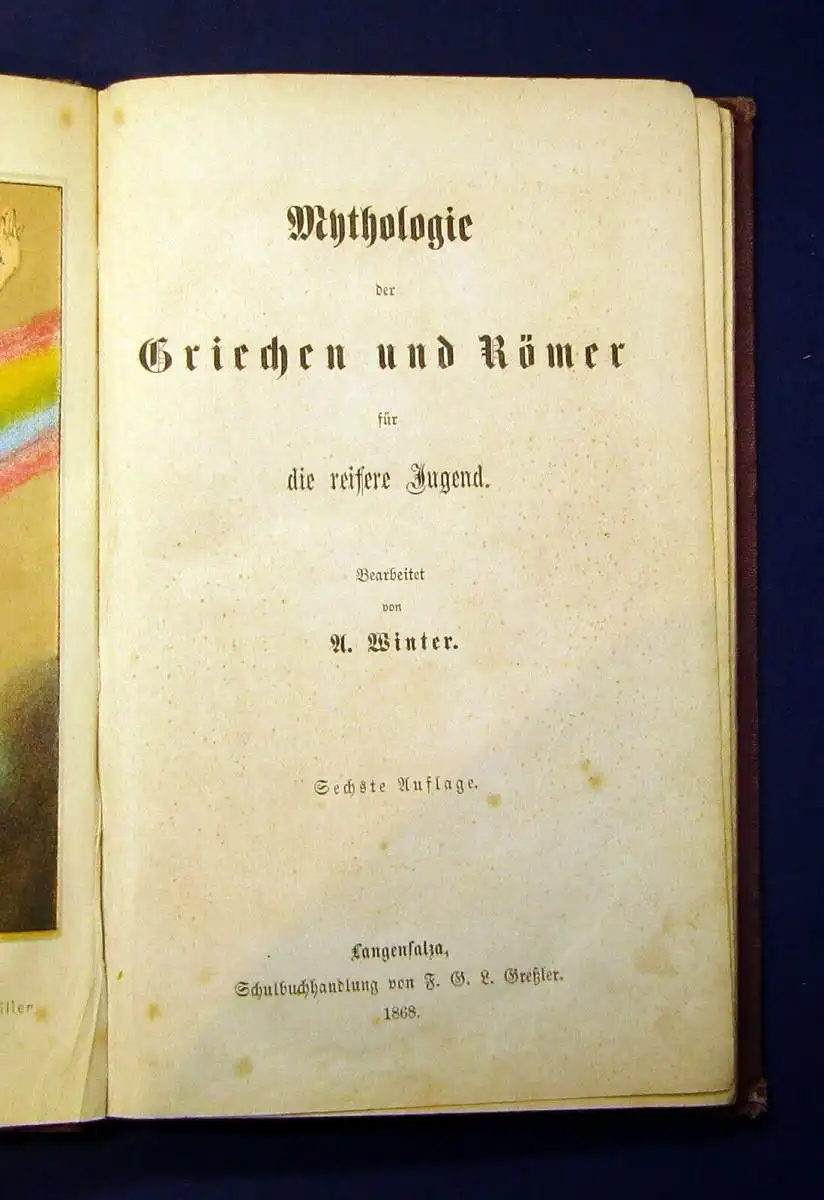 Mythologie
der
Griechen und Römer
für
die reifere Jugend.
Bearbeitet
von
A. Winter.
Sechste Auflage.
Langensalza,
Schulbuchhandlung von F. G. L. Greßler.
1868.